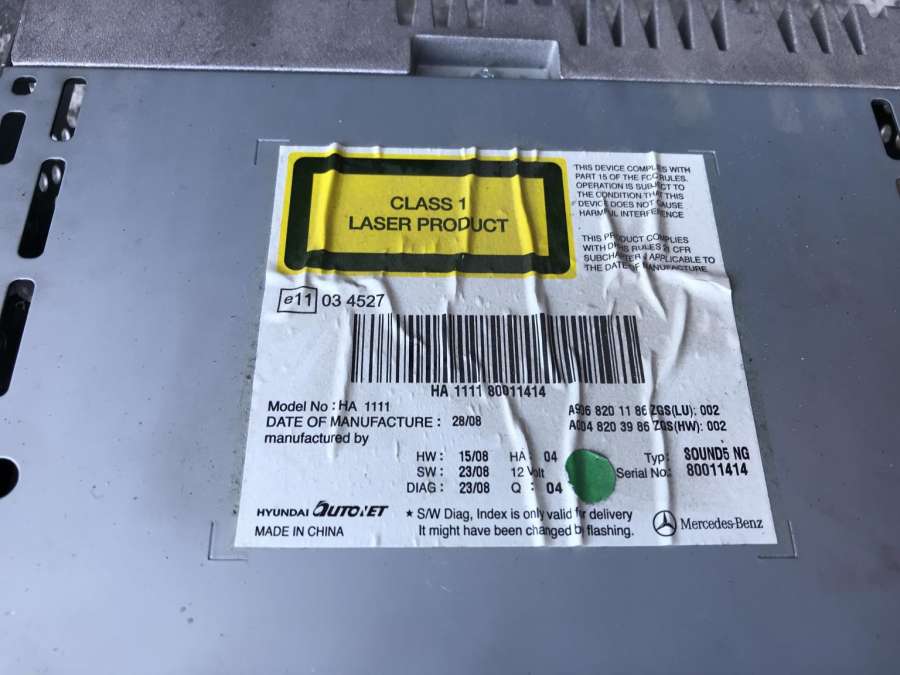 CLASS 1
LASER PRODUCT
THIS DEVICE COMPLIES WITH
PART 15 OF THE FCC RULES.
OPERATION IS SUBJECT TO
THE CONDITION THAT THIS
DEVICE DOES NOT CAUSE
HARMFUL INTERFERENCE
THIS PRODUCT COMPLIES
WITH DHHS RULES 21 CFR
SUBCHAPTER J APPLICABLE TO
THE DATE OF MANUFACTURE
e11 03 4527
HA 1111 80011414
Model No : HA 1111
DATE OF MANUFACTURE : 28/08
manufactured by
A906 820 11 86 ZGS(LU): 002
A004 820 39 86 ZGS(HW): 002
HW: 15/08 HA: 04
SW: 23/08 12 Volt
DIAG: 23/08 Q: 04
Typ: SOUND5 NG
Serial No.: 80011414
HYUNDAI AUTONET
MADE IN CHINA
★ S/W Diag, Index is only valid for delivery
It might have been changed by flashing.
Mercedes-Benz